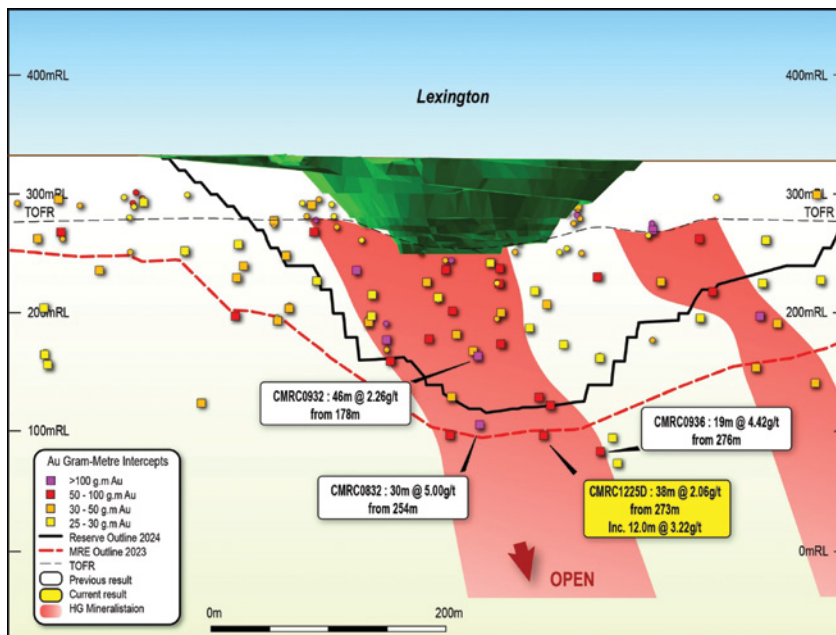 Lexington
400mRL
400mRL
300mRL
TOFR
300mRL
TOFR
200mRL
200mRL
100mRL
100mRL
0mRL
CMRC0932 : 46m @ 2.26g/t
from 178m
CMRC0936 : 19m @ 4.42g/t
from 276m
CMRC0832 : 30m @ 5.00g/t
from 254m
CMRC1225D : 38m @ 2.06g/t
from 273m
Inc. 12.0m @ 3.22g/t
Au Gram-Metre Intercepts
>100 g.m Au
50 - 100 g.m Au
30 - 50 g.m Au
25 - 30 g.m Au
Reserve Outline 2024
MRE Outline 2023
TOFR
Previous result
Current result
HG Mineralistaion
OPEN
0m
200m